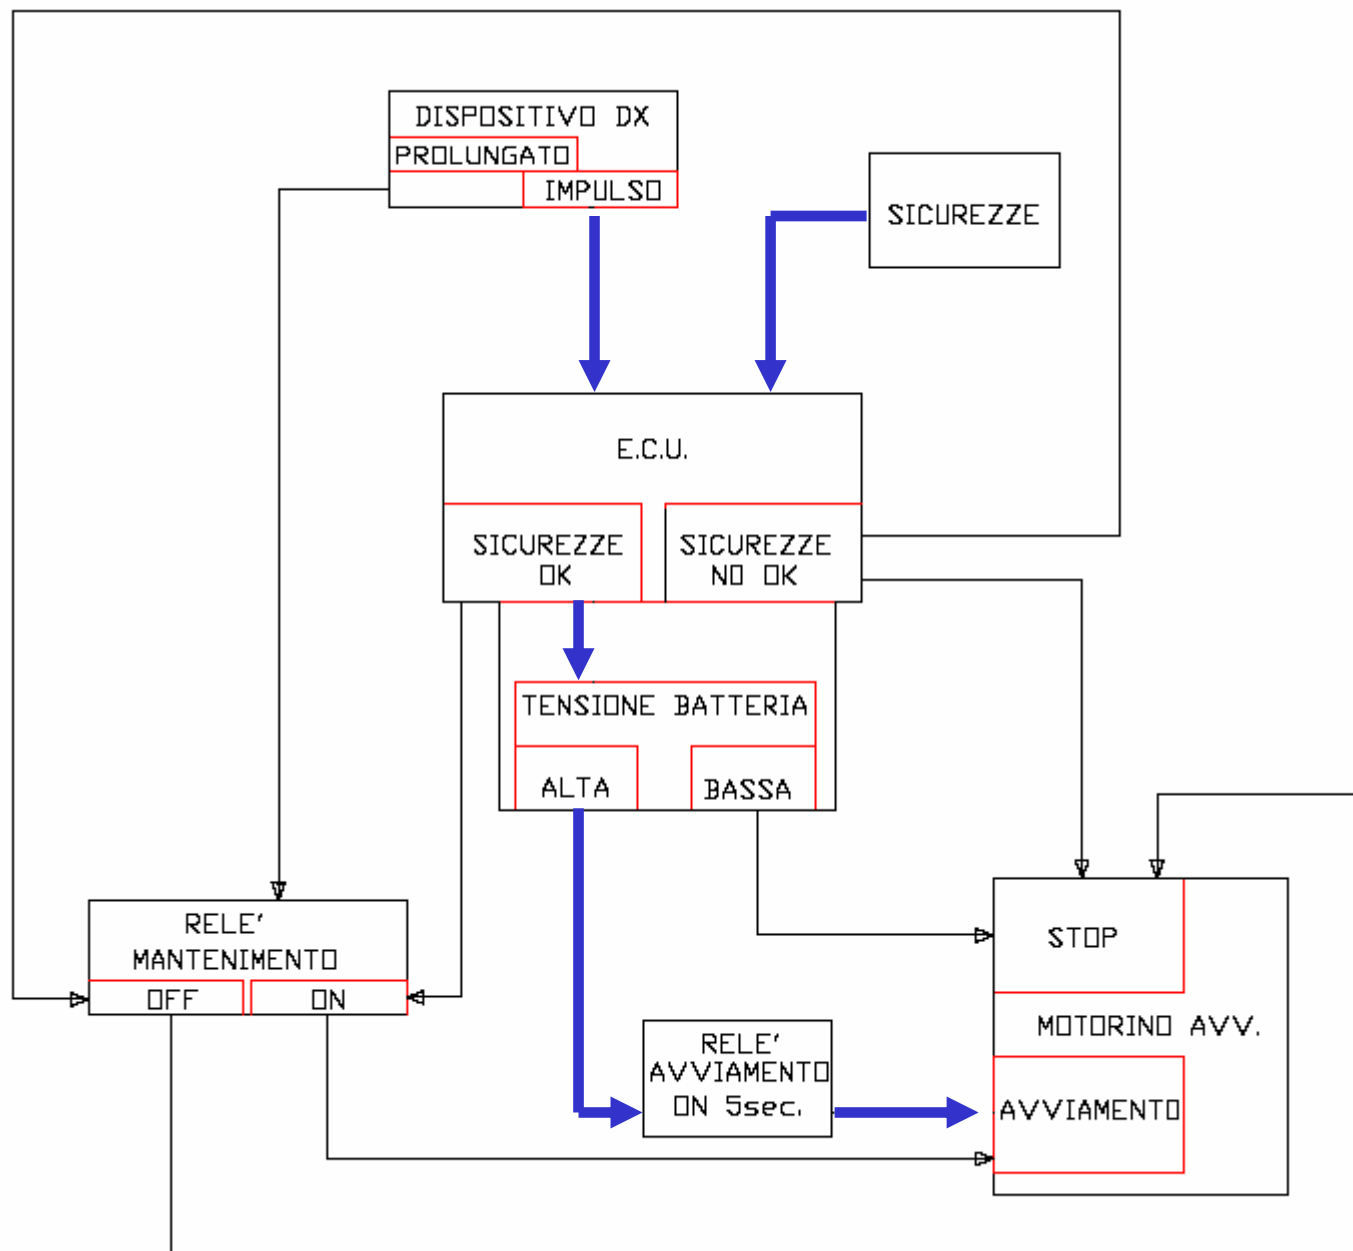 DISPOSITIVO DX
PROLUNGATO
IMPULSO
SICUREZZE
E.C.U.
SICUREZZE
OK
SICUREZZE
NO OK
TENSIONE BATTERIA
ALTA
BASSA
RELE'
MANTENIMENTO
OFF
ON
STOP
MOTORINO AVV.
RELE'
AVVIAMENTO
ON 5sec.
AVVIAMENTO